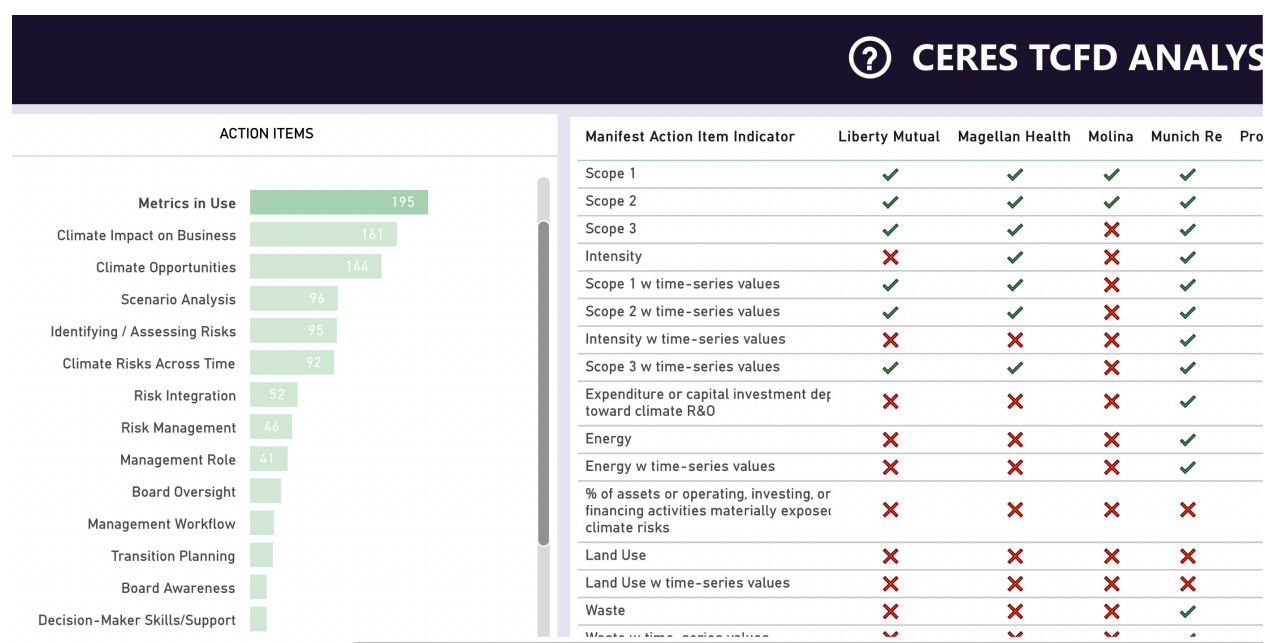 ? CERES TCFD ANALYS
ACTION ITEMS
Metrics in Use 195
Climate Impact on Business 161
Climate Opportunities 144
Scenario Analysis 96
Identifying / Assessing Risks 95
Climate Risks Across Time 92
Risk Integration 52
Risk Management 46
Management Role 41
Board Oversight
Management Workflow
Transition Planning
Board Awareness
Decision-Maker Skills/Support
Manifest Action Item Indicator Liberty Mutual Magellan Health Molina Munich Re Pro
Scope 1
Scope 2
Scope 3
Intensity
Scope 1 w time-series values
Scope 2 w time-series values
Intensity w time-series values
Scope 3 w time-series values
Expenditure or capital investment dep
toward climate R&O
Energy
Energy w time-series values
% of assets or operating, investing, or
financing activities materially exposed
climate risks
Land Use
Land Use w time-series values
Waste
Waste w time-series values